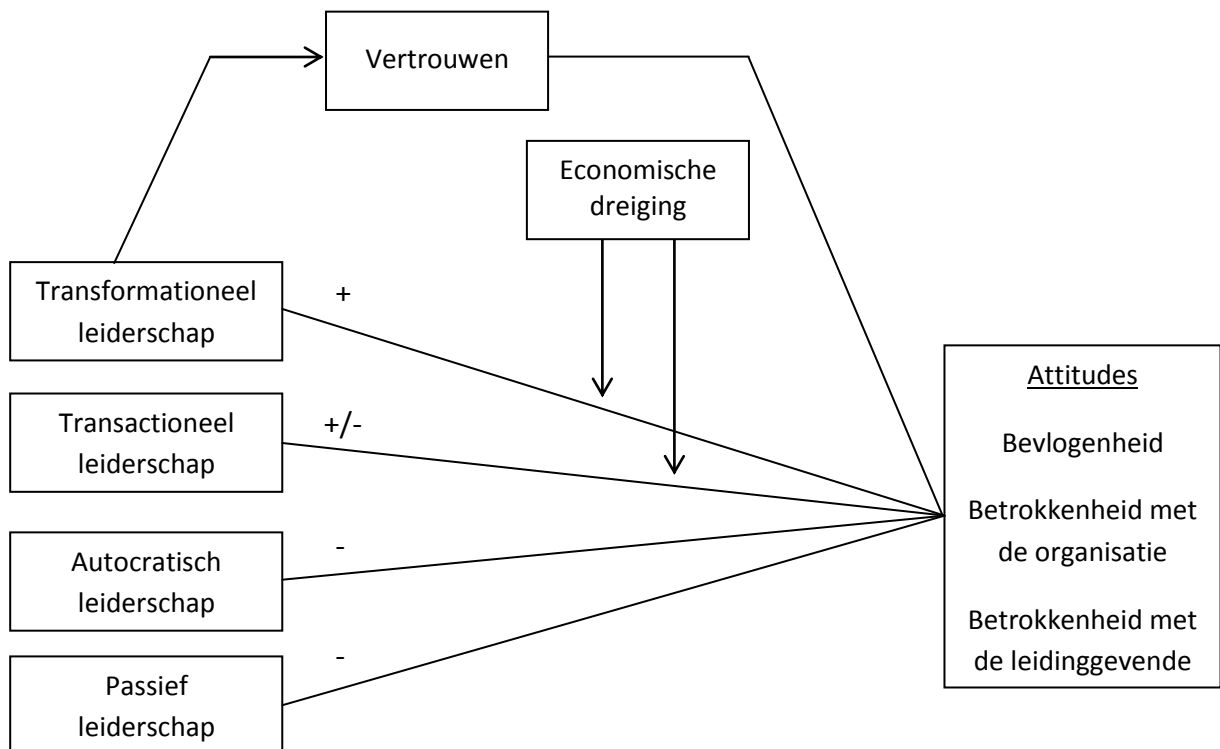 Vertrouwen
Economische
dreiging
Transformationeel
leiderschap
+
Transactioneel
leiderschap
+/-
Autocratisch
leiderschap
-
Passief
leiderschap
-
Attitudes
Bevlogenheid
Betrokkenheid met
de organisatie
Betrokkenheid met
de leidinggevende